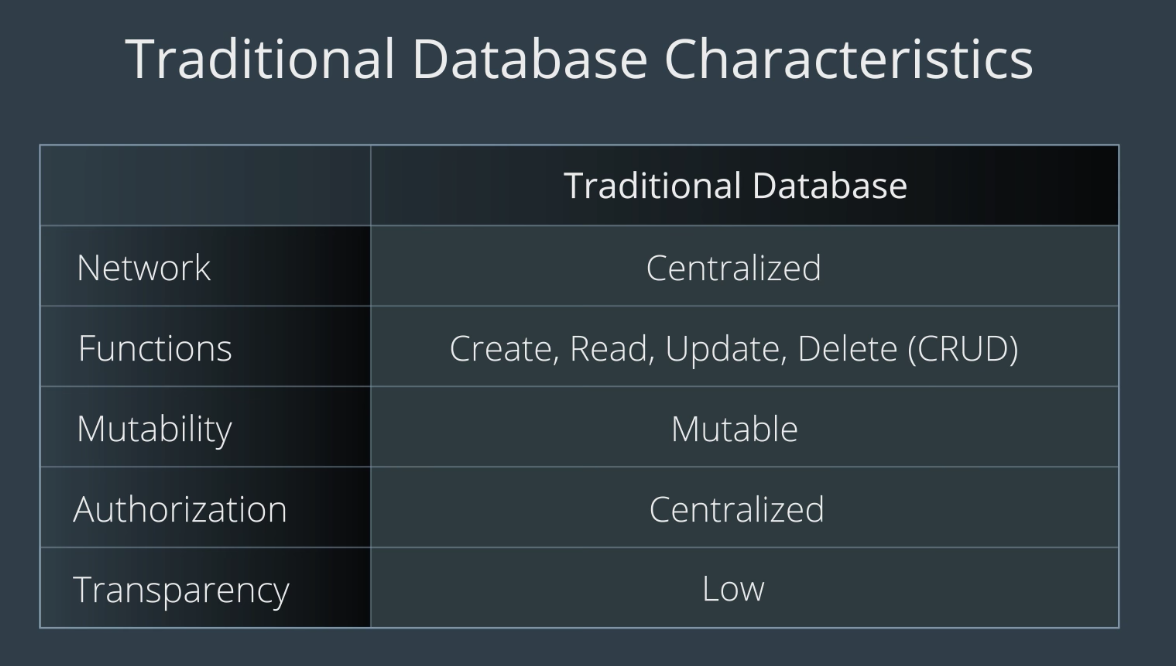 Traditional Database Characteristics
Traditional Database
Network Centralized
Functions Create, Read, Update, Delete (CRUD)
Mutability Mutable
Authorization Centralized
Transparency Low